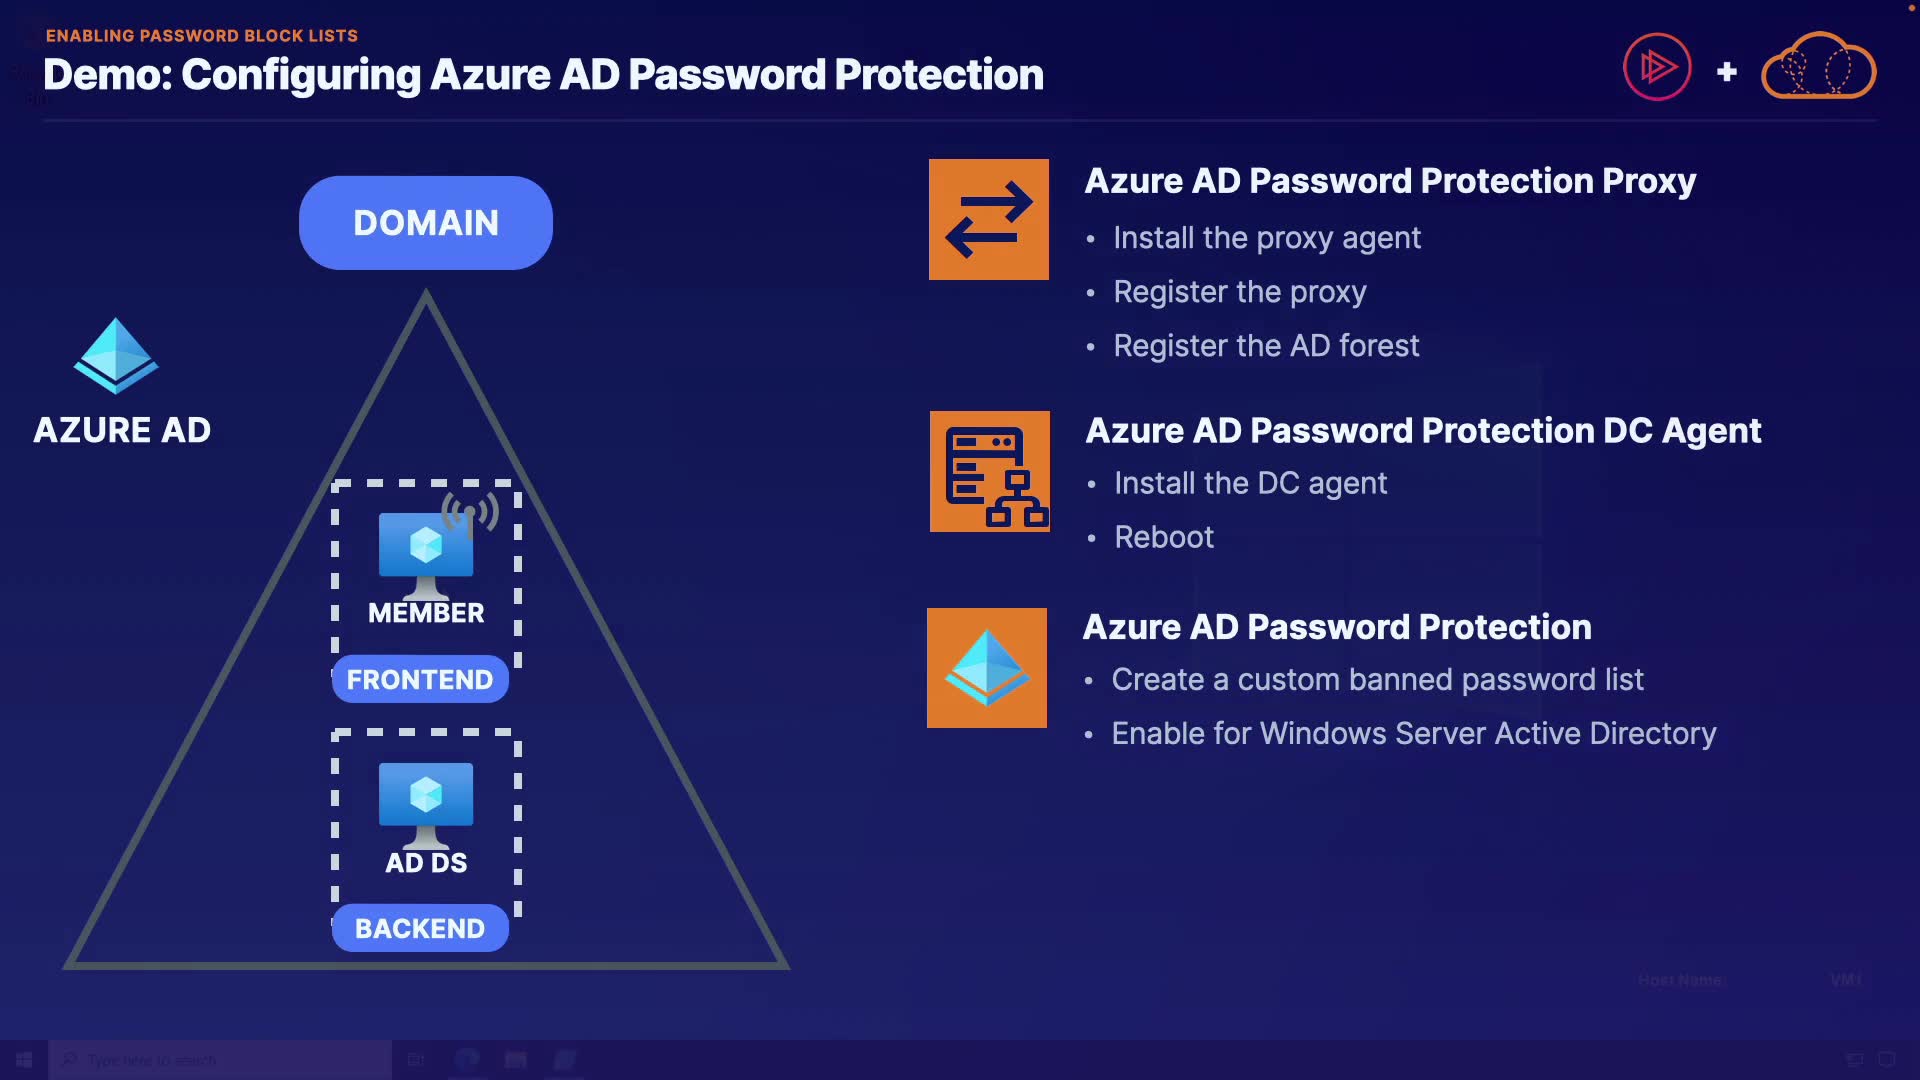 ENABLING PASSWORD BLOCK LISTS
Demo: Configuring Azure AD Password Protection
DOMAIN
AZURE AD
MEMBER
FRONTEND
AD DS
BACKEND
Azure AD Password Protection Proxy
• Install the proxy agent
• Register the proxy
• Register the AD forest
Azure AD Password Protection DC Agent
• Install the DC agent
• Reboot
Azure AD Password Protection
• Create a custom banned password list
• Enable for Windows Server Active Directory
Host Name: VM1
Type here to search